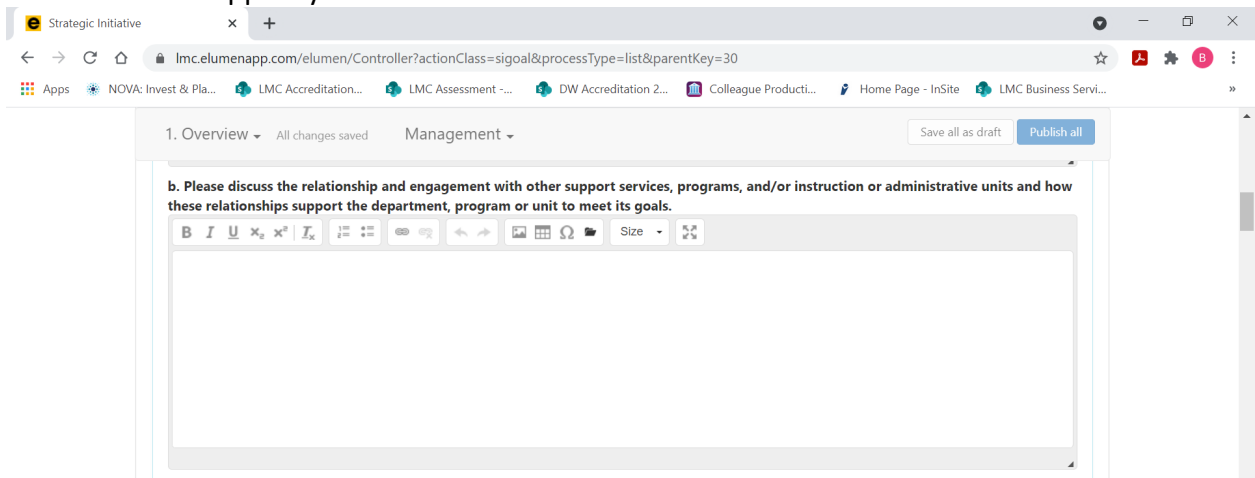 Strategic Initiative
lmc.elumenapp.com/elumen/Controller?actionClass=sigoal&processType=list&parentKey=30
B
Apps NOVA: Invest & Pla... LMC Accreditation... LMC Assessment -... DW Accreditation 2... Colleague Producti... Home Page - InSite LMC Business Servi... »
1. Overview All changes saved Management Save all as draft Publish all
b. Please discuss the relationship and engagement with other support services, programs, and/or instruction or administrative units and how
these relationships support the department, program or unit to meet its goals.
B I U x₂ x² Tx Ω Size